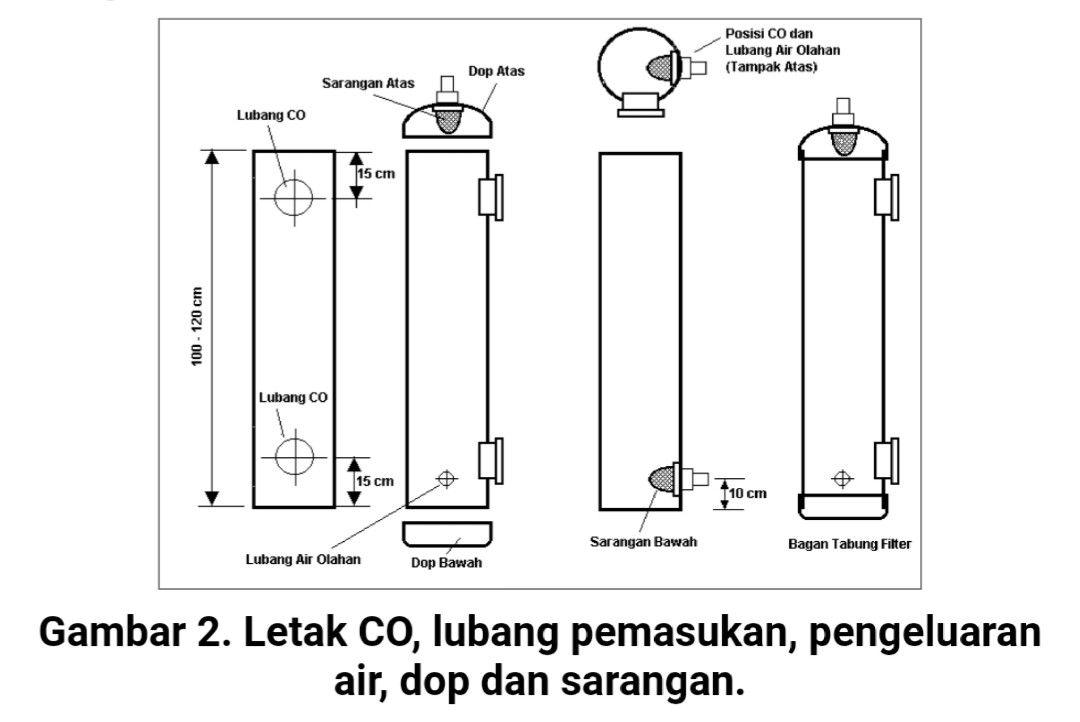 Posisi CO dan
Lubang Air Olahan
(Tampak Atas)
Dop Atas
Sarangan Atas
Lubang CO
15 cm
100 - 120 cm
Lubang CO
15 cm
10 cm
Sarangan Bawah
Bagan Tabung Filter
Lubang Air Olahan
Dop Bawah
Gambar 2. Letak CO, lubang pemasukan, pengeluaran
air, dop dan sarangan.